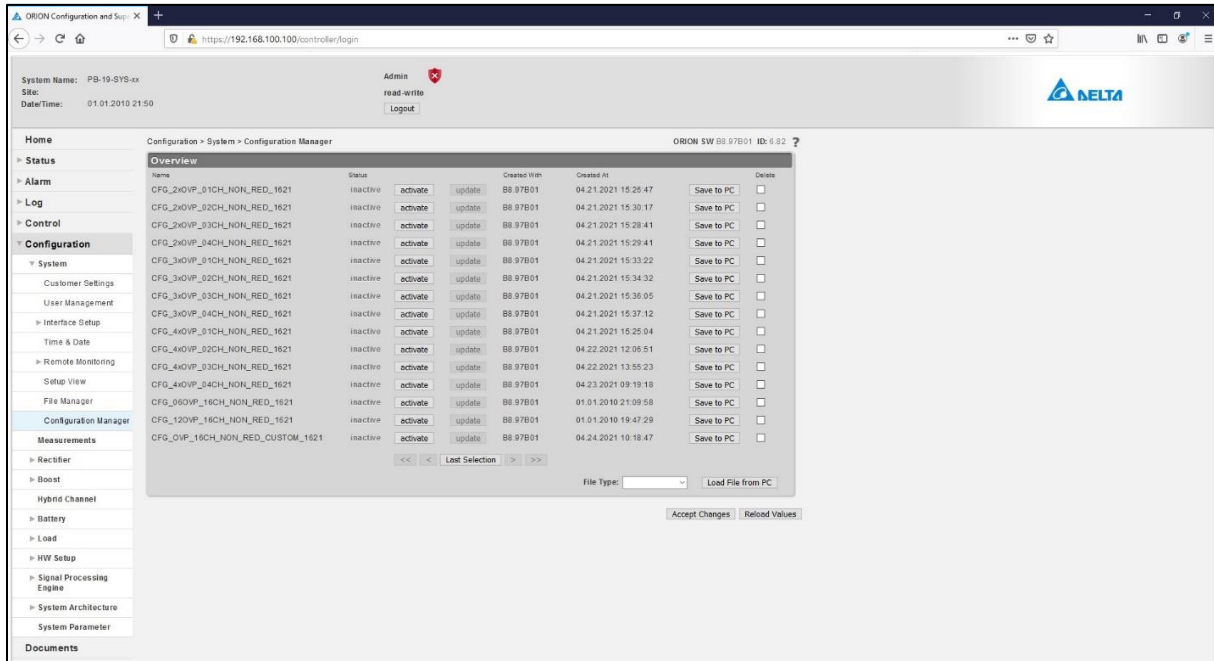 ORION Configuration and Sup
https://192.168.100.100/controller/login
System Name: PB-19-SYS-xx
Site:
Date/Time: 01.01.2010 21:50
Admin
read-write
Logout
DELTA
Home
Status
Alarm
Log
Control
Configuration
System
Customer Settings
User Management
Interface Setup
Time & Date
Remote Monitoring
Setup View
File Manager
Configuration Manager
Measurements
Rectifier
Boost
Hybrid Channel
Battery
Load
HW Setup
Signal Processing
Engine
System Architecture
System Parameter
Documents
Configuration > System > Configuration Manager ORION SW B8.97B01 ID: 6.82 ?
Overview
Name Status Created With Created At Delete
CFG_2xOVP_01CH_NON_RED_1621 inactive activate update B8.97B01 04.21.2021 15:26:47 Save to PC
CFG_2xOVP_02CH_NON_RED_1621 inactive activate update B8.97B01 04.21.2021 15:30:17 Save to PC
CFG_2xOVP_03CH_NON_RED_1621 inactive activate update B8.97B01 04.21.2021 15:28:41 Save to PC
CFG_2xOVP_04CH_NON_RED_1621 inactive activate update B8.97B01 04.21.2021 15:29:41 Save to PC
CFG_3xOVP_01CH_NON_RED_1621 inactive activate update B8.97B01 04.21.2021 15:33:22 Save to PC
CFG_3xOVP_02CH_NON_RED_1621 inactive activate update B8.97B01 04.21.2021 15:34:32 Save to PC
CFG_3xOVP_03CH_NON_RED_1621 inactive activate update B8.97B01 04.21.2021 15:36:05 Save to PC
CFG_3xOVP_04CH_NON_RED_1621 inactive activate update B8.97B01 04.21.2021 15:37:12 Save to PC
CFG_4xOVP_01CH_NON_RED_1621 inactive activate update B8.97B01 04.21.2021 15:25:04 Save to PC
CFG_4xOVP_02CH_NON_RED_1621 inactive activate update B8.97B01 04.22.2021 12:06:51 Save to PC
CFG_4xOVP_03CH_NON_RED_1621 inactive activate update B8.97B01 04.22.2021 13:55:23 Save to PC
CFG_4xOVP_04CH_NON_RED_1621 inactive activate update B8.97B01 04.23.2021 09:19:18 Save to PC
CFG_06OVP_16CH_NON_RED_1621 inactive activate update B8.97B01 01.01.2010 21:09:58 Save to PC
CFG_12OVP_16CH_NON_RED_1621 inactive activate update B8.97B01 01.01.2010 19:47:29 Save to PC
CFG_OVP_16CH_NON_RED_CUSTOM_1621 inactive activate update B8.97B01 04.24.2021 10:18:47 Save to PC
<< < Last Selection > >>
File Type: Load File from PC
Accept Changes Reload Values